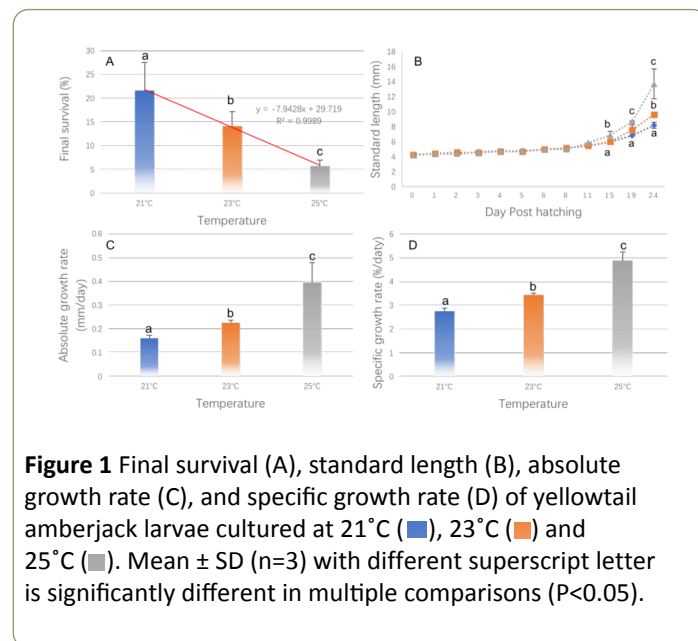 A
Final survival (%)
30
25
20
15
10
5
0
a
b
c
y = -7.9428x + 29.719
R² = 0.9989
21°C
23°C
25°C
Temperature
B
Standard length (mm)
18
16
14
12
10
8
6
4
2
0
b
a
c
a
c
b
a
0 1 2 3 4 5 6 8 11 15 19 24
Day Post hatching
C
Absolute growth rate
(mm/day)
0.6
0.5
0.4
0.3
0.2
0.1
0
a
b
c
21°C
23°C
25°C
Temperature
D
Specific growth rate (%/daty)
6
5
4
3
2
1
0
a
b
c
21°C
23°C
25°C
Temperature
Figure 1 Final survival (A), standard length (B), absolute
growth rate (C), and specific growth rate (D) of yellowtail
amberjack larvae cultured at 21˚C (■), 23˚C (■) and
25˚C (■). Mean ± SD (n=3) with different superscript letter
is significantly different in multiple comparisons (P<0.05).